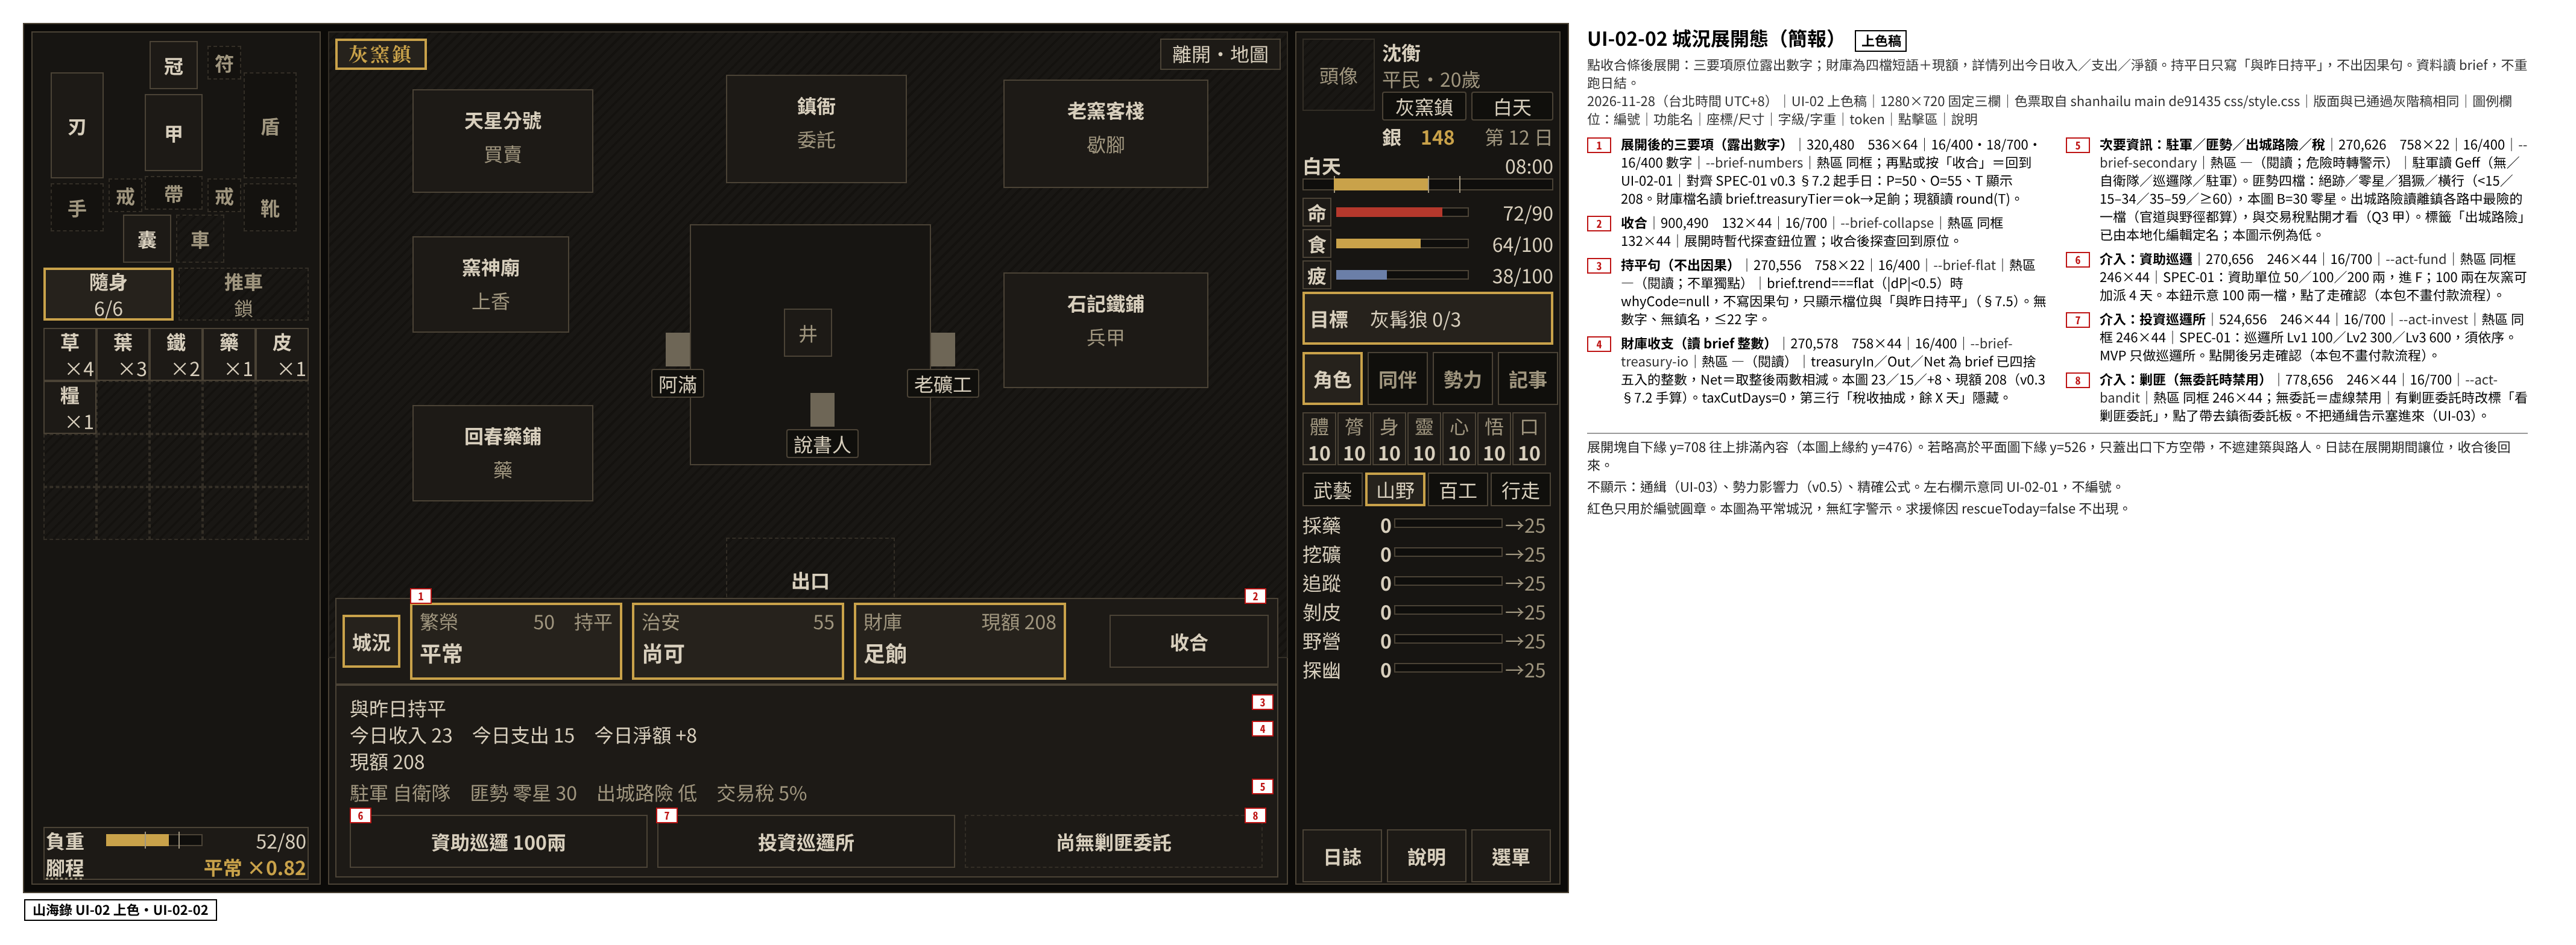 冠
符
刃
甲
盾
手
戒
帶
戒
靴
囊
車
隨身
6/6
推車
鎖
草
×4
葉
×3
鐵
×2
藥
×1
皮
×1
糧
×1
負重
52/80
腳程
平常 ×0.82
灰窯鎮
離開・地圖
天星分號
買賣
鎮衙
委託
老窯客棧
歇腳
窯神廟
上香
井
石記鐵鋪
兵甲
阿滿
老礦工
說書人
回春藥鋪
藥
出口
1
2
城況
繁榮 50 持平
平常
治安 55
尚可
財庫 現額 208
足餉
收合
與昨日持平
3
今日收入 23 今日支出 15 今日淨額 +8
4
現額 208
駐軍 自衛隊 匪勢 零星 30 出城路險 低 交易稅 5%
5
6
資助巡邏 100兩
7
投資巡邏所
8
尚無剿匪委託
頭像
沈衡
平民・20歲
灰窯鎮
白天
銀 148 第 12 日
白天 08:00
命 72/90
食 64/100
疲 38/100
目標 灰髯狼 0/3
角色
同伴
勢力
記事
體 膂 身 靈 心 悟 口
10 10 10 10 10 10 10
武藝
山野
百工
行走
採藥 0 →25
挖礦 0 →25
追蹤 0 →25
剝皮 0 →25
野營 0 →25
探幽 0 →25
日誌
說明
選單
山海錄 UI-02 上色・UI-02-02
UI-02-02 城況展開態（簡報） 上色稿
點收合條後展開：三要項原位露出數字；財庫為四檔短語＋現額，詳情列出今日收入／支出／淨額。持平日只寫「與昨日持平」，不出因果句。資料讀 brief，不重
跑日結。
2026-11-28（台北時間 UTC+8）｜UI-02 上色稿｜1280×720 固定三欄｜色票取自 shanhailu main de91435 css/style.css｜版面與已通過灰階稿相同｜圖例欄
位：編號｜功能名｜座標/尺寸｜字級/字重｜token｜點擊區｜說明
1 展開後的三要項（露出數字）｜320,480 536×64｜16/400・18/700・
16/400 數字｜--brief-numbers｜熱區 同框；再點或按「收合」＝回到
UI-02-01｜對齊 SPEC-01 v0.3 §7.2 起手日：P=50、O=55、T 顯示
208。財庫檔名讀 brief.treasuryTier＝ok→足餉；現額讀 round(T)。
2 收合｜900,490 132×44｜16/700｜--brief-collapse｜熱區 同框
132×44｜展開時暫代探查鈕位置；收合後探查回到原位。
3 持平句（不出因果）｜270,556 758×22｜16/400｜--brief-flat｜熱區
—（閱讀；不單獨點）｜brief.trend===flat（|dP|<0.5）時
whyCode=null，不寫因果句，只顯示檔位與「與昨日持平」（§7.5）。無
數字、無鎮名，≤22 字。
4 財庫收支（讀 brief 整數）｜270,578 758×44｜16/400｜--brief-
treasury-io｜熱區 —（閱讀）｜treasuryIn／Out／Net 為 brief 已四捨
五入的整數，Net＝取整後兩數相減。本圖 23／15／+8、現額 208（v0.3
§7.2 手算）。taxCutDays=0，第三行「稅收抽成，餘 X 天」隱藏。
5 次要資訊：駐軍／匪勢／出城路險／稅｜270,626 758×22｜16/400｜--
brief-secondary｜熱區 —（閱讀；危險時轉警示）｜駐軍讀 Geff（無／
自衛隊／巡邏隊／駐軍）。匪勢四檔：絕跡／零星／猖獗／橫行（<15／
15–34／35–59／≥60），本圖 B=30 零星。出城路險讀離鎮各路中最險的
一檔（官道與野徑都算），與交易稅點開才看（Q3 甲）。標籤「出城路險」
已由本地化編輯定名；本圖示例為低。
6 介入：資助巡邏｜270,656 246×44｜16/700｜--act-fund｜熱區 同框
246×44｜SPEC-01：資助單位 50／100／200 兩，進 F；100 兩在灰窯可
加派 4 天。本鈕示意 100 兩一檔，點了走確認（本包不畫付款流程）。
7 介入：投資巡邏所｜524,656 246×44｜16/700｜--act-invest｜熱區 同
框 246×44｜SPEC-01：巡邏所 Lv1 100／Lv2 300／Lv3 600，須依序。
MVP 只做巡邏所。點開後另走確認（本包不畫付款流程）。
8 介入：剿匪（無委託時禁用）｜778,656 246×44｜16/700｜--act-
bandit｜熱區 同框 246×44；無委託＝虛線禁用｜有剿匪委託時改標「看
剿匪委託」，點了帶去鎮衙委託板。不把通緝告示塞進來（UI-03）。
展開塊自下緣 y=708 往上排滿內容（本圖上緣約 y=476）。若略高於平面圖下緣 y=526，只蓋出口下方空帶，不遮建築與路人。日誌在展開期間讓位，收合後回
來。
不顯示：通緝（UI-03）、勢力影響力（v0.5）、精確公式。左右欄示意同 UI-02-01，不編號。
紅色只用於編號圓章。本圖為平常城況，無紅字警示。求援條因 rescueToday=false 不出現。